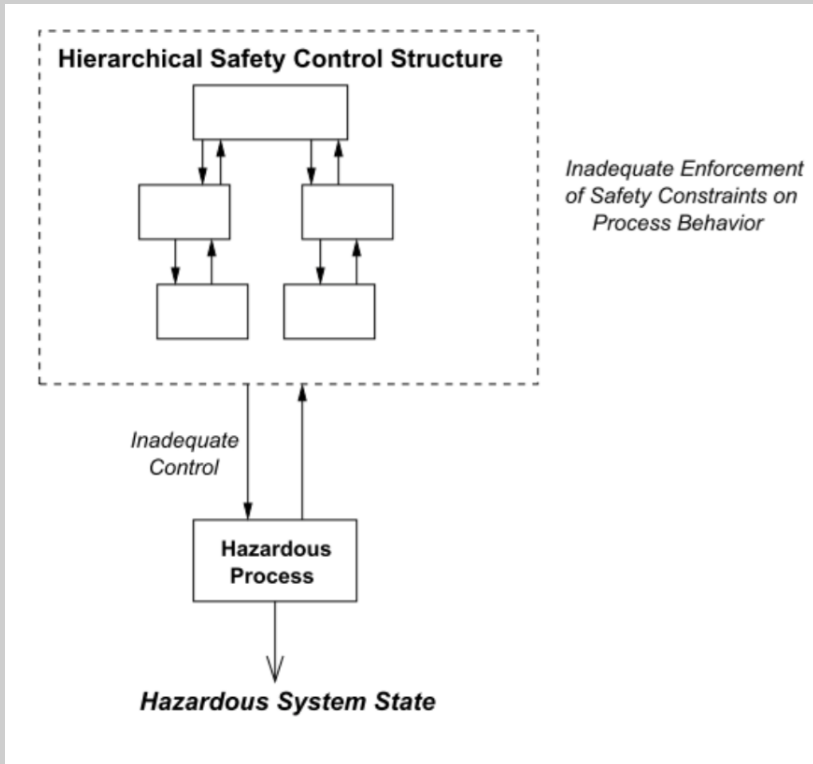 Hierarchical Safety Control Structure
Inadequate Enforcement
of Safety Constraints on
Process Behavior
Inadequate
Control
Hazardous
Process
Hazardous System State